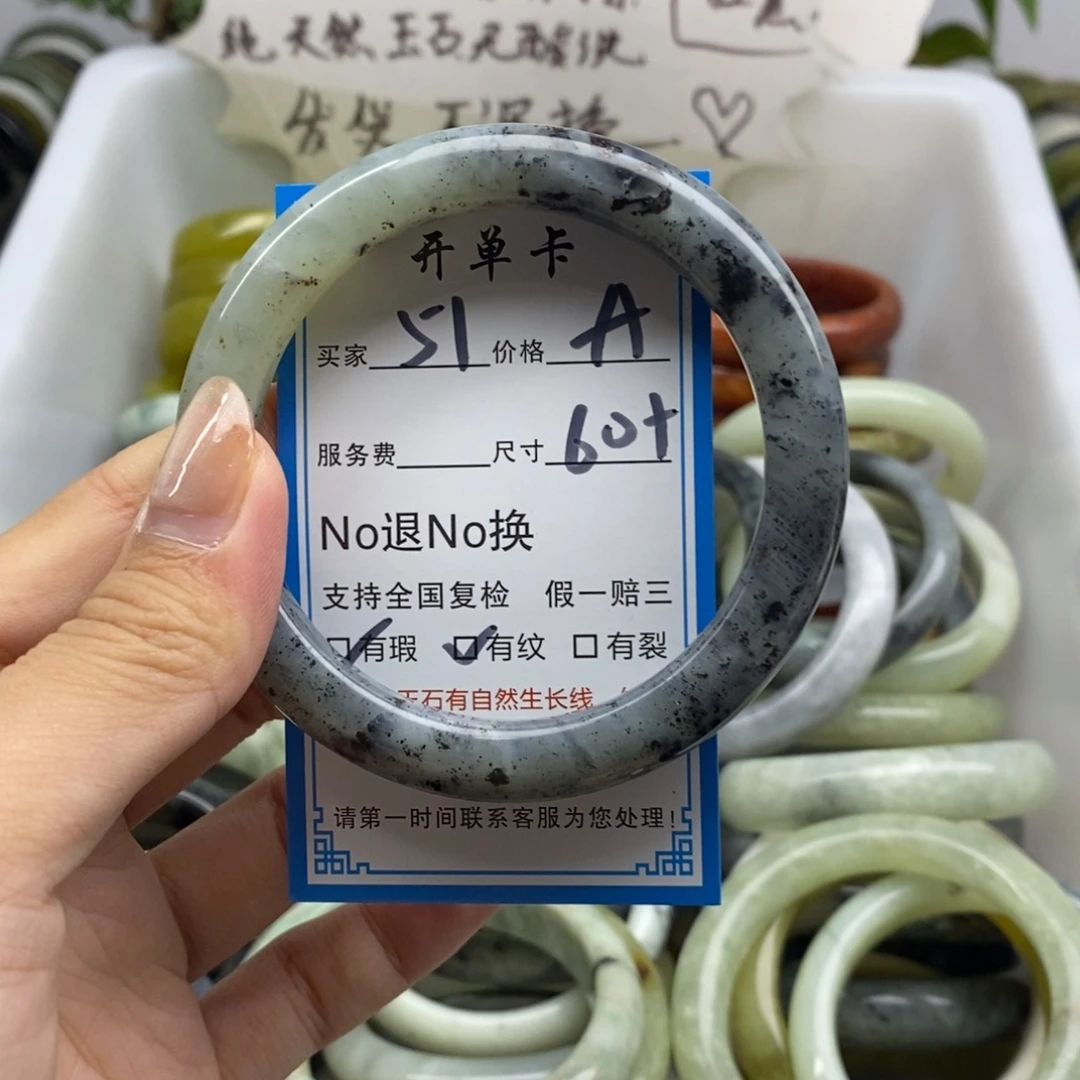 纯天然玉石无酸洗
开单卡
买家 51 价格 A
服务费 尺寸 60+
No退No换
支持全国复检 假一赔三
☑有瑕 ☑有纹 □有裂
玉石有自然生长线
请第一时间联系客服为您处理!